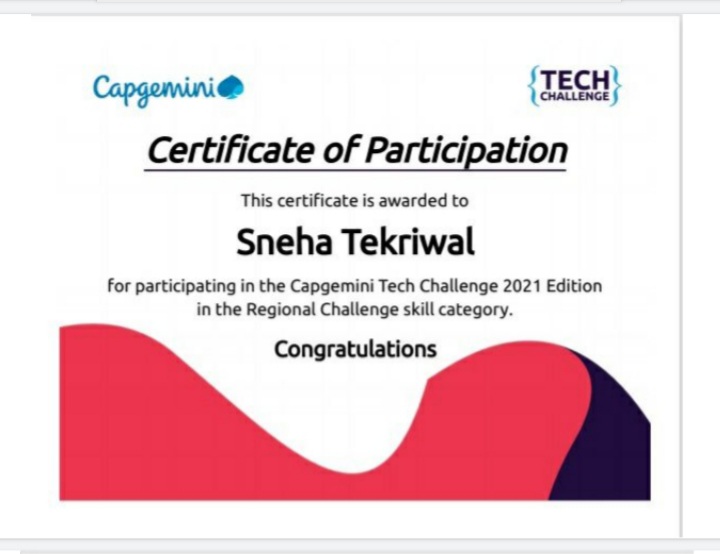 Capgemini
TECH
CHALLENGE
Certificate of Participation
This certificate is awarded to
Sneha Tekriwal
for participating in the Capgemini Tech Challenge 2021 Edition
in the Regional Challenge skill category.
Congratulations